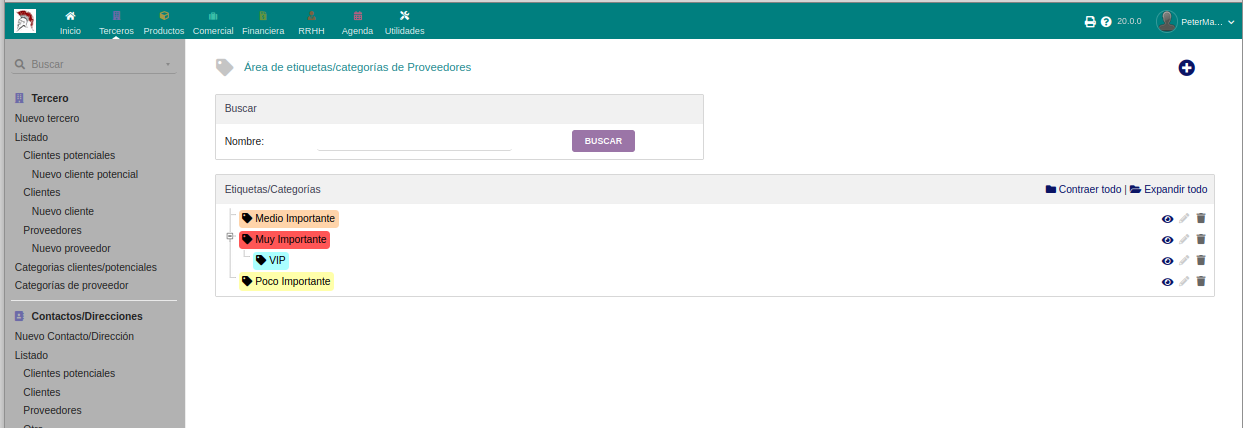 Inicio Terceros Productos Comercial Financiera RRHH Agenda Utilidades 20.0.0 PeterMa...
Buscar
Tercero
Nuevo tercero
Listado
Clientes potenciales
Nuevo cliente potencial
Clientes
Nuevo cliente
Proveedores
Nuevo proveedor
Categorias clientes/potenciales
Categorías de proveedor
Contactos/Direcciones
Nuevo Contacto/Dirección
Listado
Clientes potenciales
Clientes
Proveedores
Área de etiquetas/categorías de Proveedores
Buscar
Nombre: BUSCAR
Etiquetas/Categorías Contraer todo | Expandir todo
Medio Importante
Muy Importante
VIP
Poco Importante